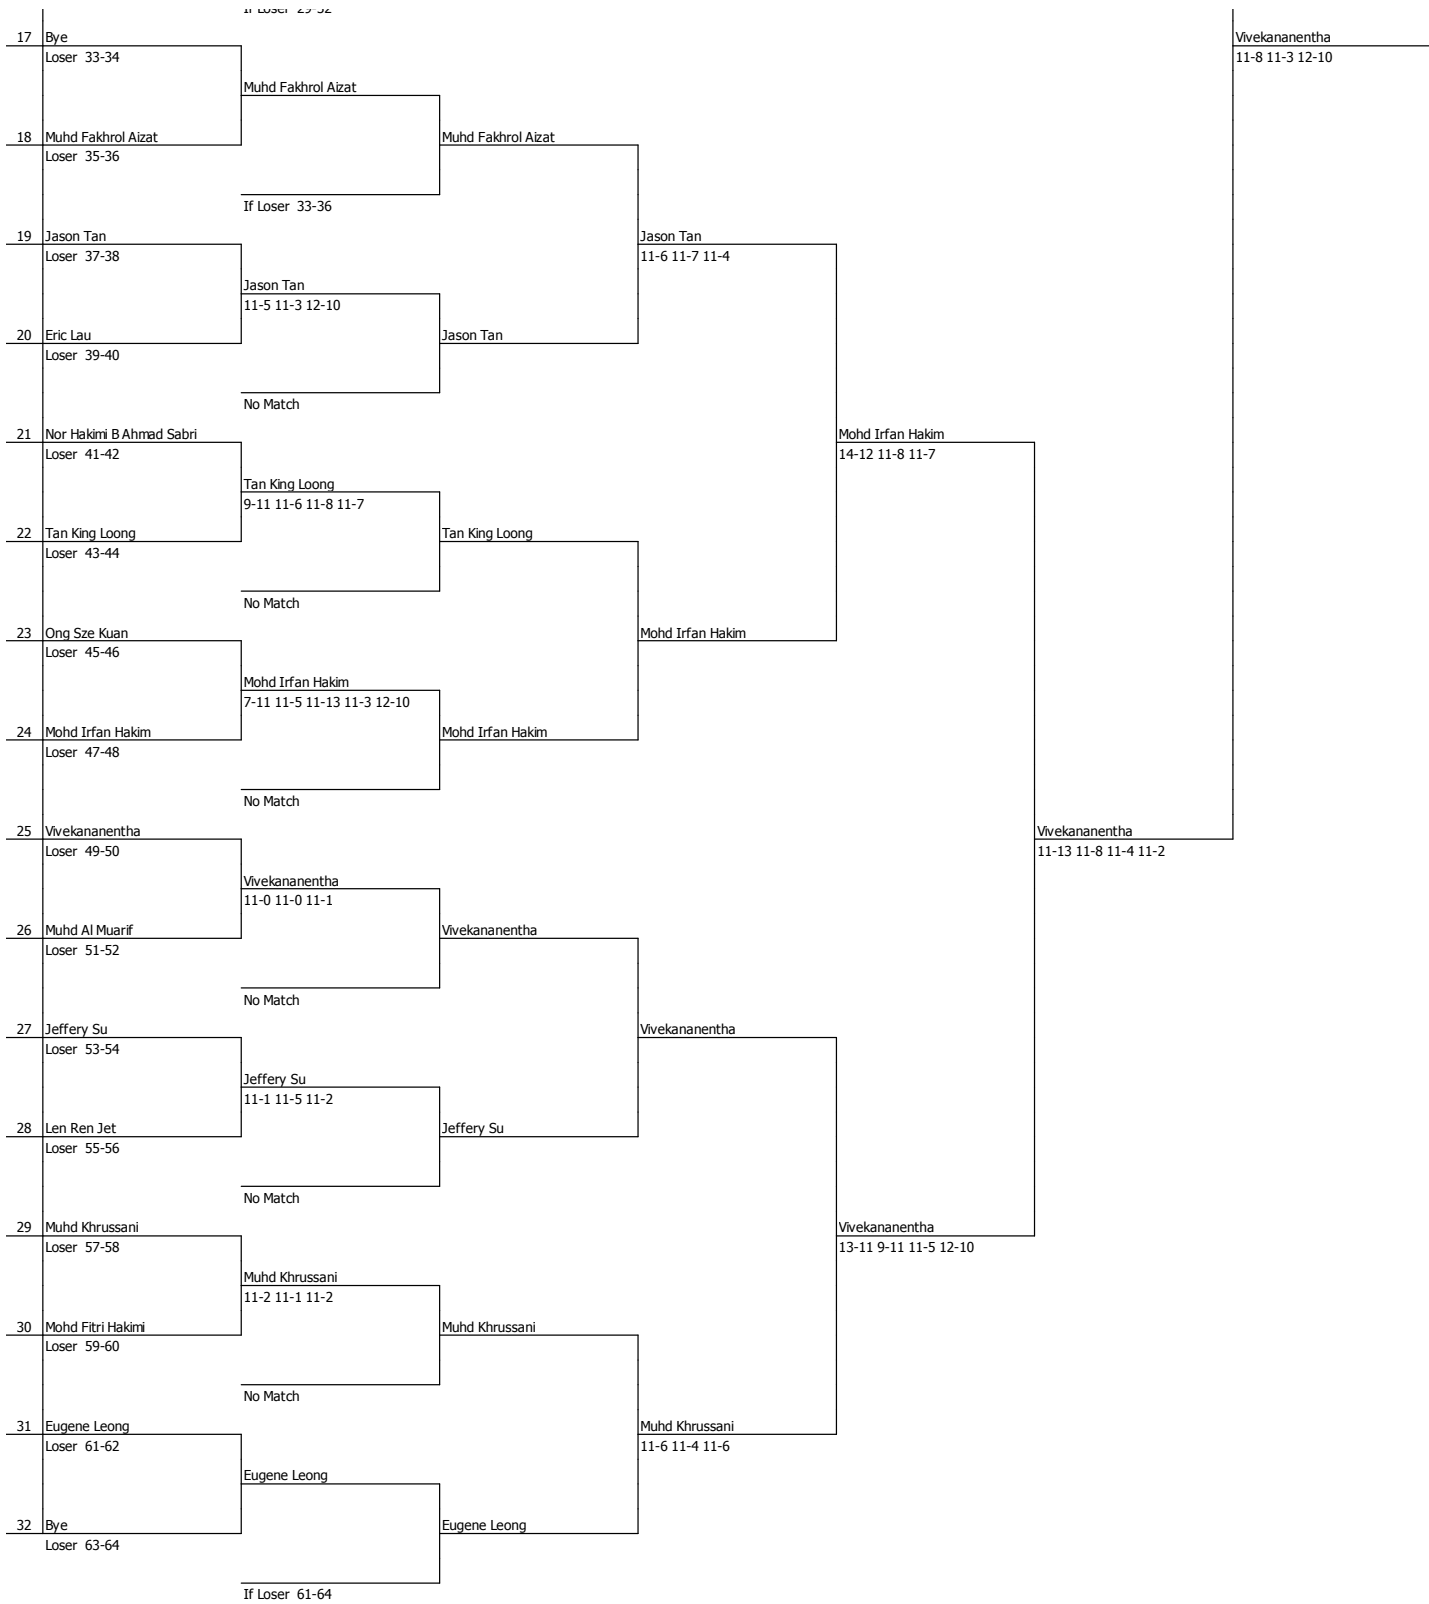 If Loser 29-32
17 Bye
Vivekananentha
Loser 33-34
11-8 11-3 12-10
Muhd Fakhrol Aizat
18 Muhd Fakhrol Aizat
Muhd Fakhrol Aizat
Loser 35-36
If Loser 33-36
19 Jason Tan
Jason Tan
Loser 37-38
11-6 11-7 11-4
Jason Tan
11-5 11-3 12-10
20 Eric Lau
Jason Tan
Loser 39-40
No Match
21 Nor Hakimi B Ahmad Sabri
Mohd Irfan Hakim
Loser 41-42
14-12 11-8 11-7
Tan King Loong
9-11 11-6 11-8 11-7
22 Tan King Loong
Tan King Loong
Loser 43-44
No Match
23 Ong Sze Kuan
Mohd Irfan Hakim
Loser 45-46
Mohd Irfan Hakim
7-11 11-5 11-13 11-3 12-10
24 Mohd Irfan Hakim
Mohd Irfan Hakim
Loser 47-48
No Match
25 Vivekananentha
Vivekananentha
Loser 49-50
11-13 11-8 11-4 11-2
Vivekananentha
11-0 11-0 11-1
26 Muhd Al Muarif
Vivekananentha
Loser 51-52
No Match
27 Jeffery Su
Vivekananentha
Loser 53-54
Jeffery Su
11-1 11-5 11-2
28 Len Ren Jet
Jeffery Su
Loser 55-56
No Match
29 Muhd Khrussani
Vivekananentha
Loser 57-58
13-11 9-11 11-5 12-10
Muhd Khrussani
11-2 11-1 11-2
30 Mohd Fitri Hakimi
Muhd Khrussani
Loser 59-60
No Match
31 Eugene Leong
Muhd Khrussani
Loser 61-62
11-6 11-4 11-6
Eugene Leong
32 Bye
Eugene Leong
Loser 63-64
If Loser 61-64